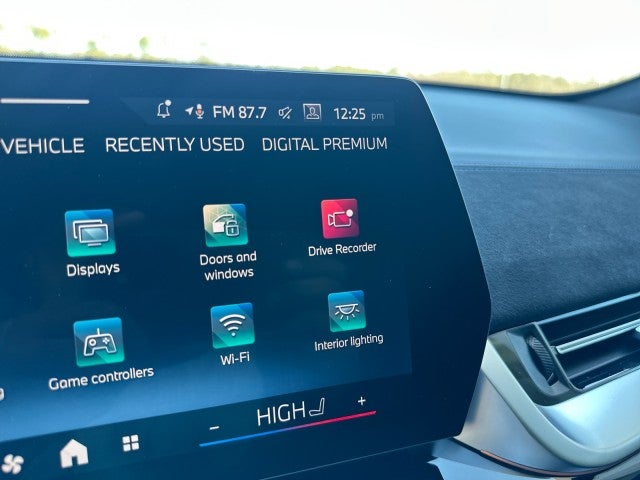 FM 87.7 12:25 pm
VEHICLE RECENTLY USED DIGITAL PREMIUM
Displays
Doors and
windows
Drive Recorder
Game controllers
Wi-Fi
Interior lighting
− HIGH +